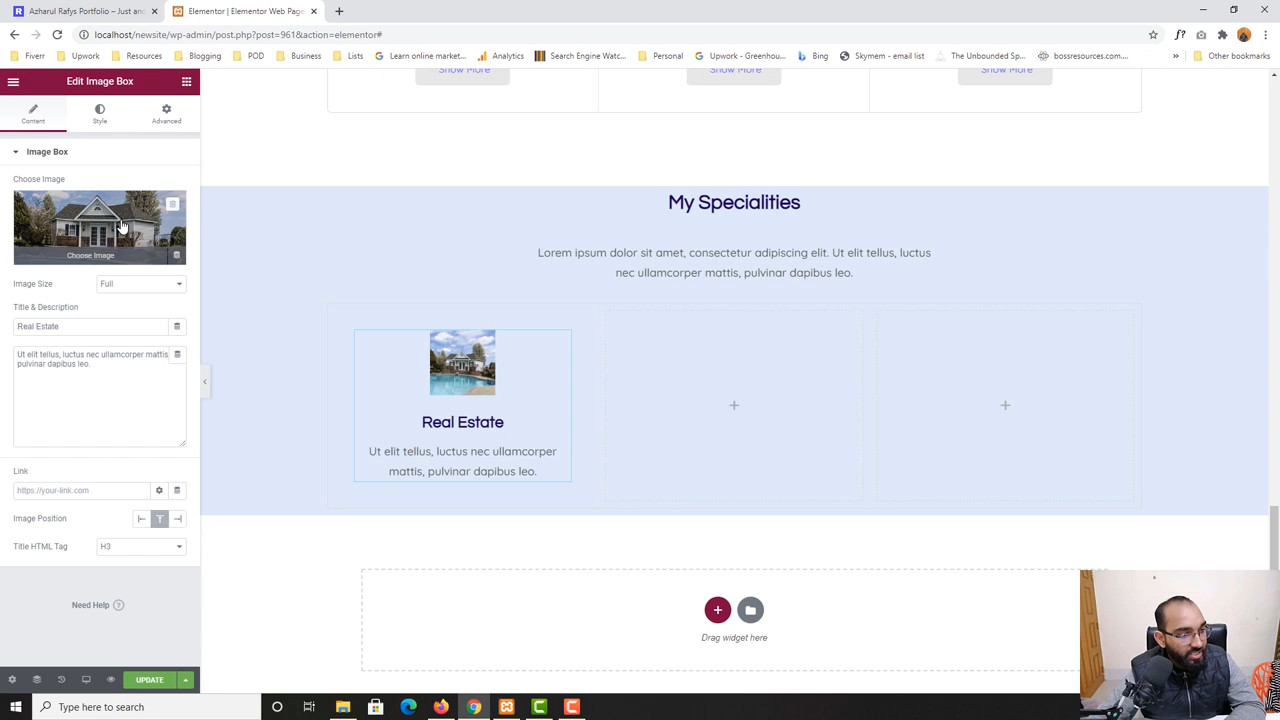 Azharul Rafys Portfolio – Just and
Elementor | Elementor Web Page
localhost/newsite/wp-admin/post.php?post=961&action=elementor#
Fiverr
Upwork
Resources
Blogging
POD
Business
Lists
Learn online market...
Analytics
Search Engine Watc...
Personal
Upwork - Greenhou...
Bing
Skymem - email list
The Unbounded Sp...
bossresources.com...
Other bookmarks
Edit Image Box
Show More
Show More
Show More
Content
Style
Advanced
Image Box
Choose Image
Choose Image
Image Size
Full
Title & Description
Real Estate
Ut elit tellus, luctus nec ullamcorper mattis,
pulvinar dapibus leo.
Link
https://your-link.com
Image Position
Title HTML Tag
H3
Need Help
UPDATE
My Specialities
Lorem ipsum dolor sit amet, consectetur adipiscing elit. Ut elit tellus, luctus
nec ullamcorper mattis, pulvinar dapibus leo.
Real Estate
Ut elit tellus, luctus nec ullamcorper
mattis, pulvinar dapibus leo.
Drag widget here
Type here to search